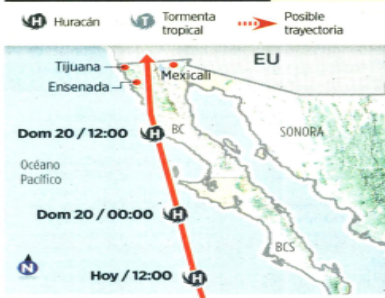 Huracán
Tormenta
tropical
Posible
trayectoria
EU
Tijuana
Mexicali
Ensenada
Dom 20 / 12:00
BC
SONORA
Océano
Pacífico
Dom 20 / 00:00
BCS
Hoy / 12:00
N